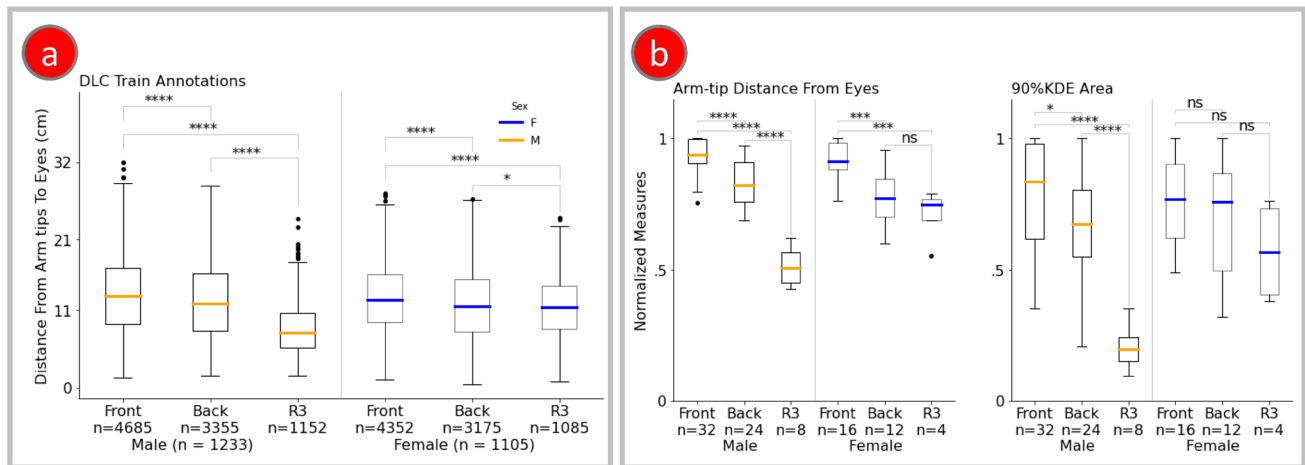 a
DLC Train Annotations
Distance From Arm tips To Eyes (cm)
32
21
11
0
Sex
F
M
****
****
****
****
****
*
Front Back R3 Front Back R3
n=4685 n=3355 n=1152 n=4352 n=3175 n=1085
Male (n = 1233) Female (n = 1105)
b
Arm-tip Distance From Eyes
Normalized Measures
1
.5
0
****
****
****
***
***
ns
Front Back R3 Front Back R3
n=32 n=24 n=8 n=16 n=12 n=4
Male Female
90%KDE Area
1
.5
0
*
****
****
ns
ns
ns
Front Back R3 Front Back R3
n=32 n=24 n=8 n=16 n=12 n=4
Male Female